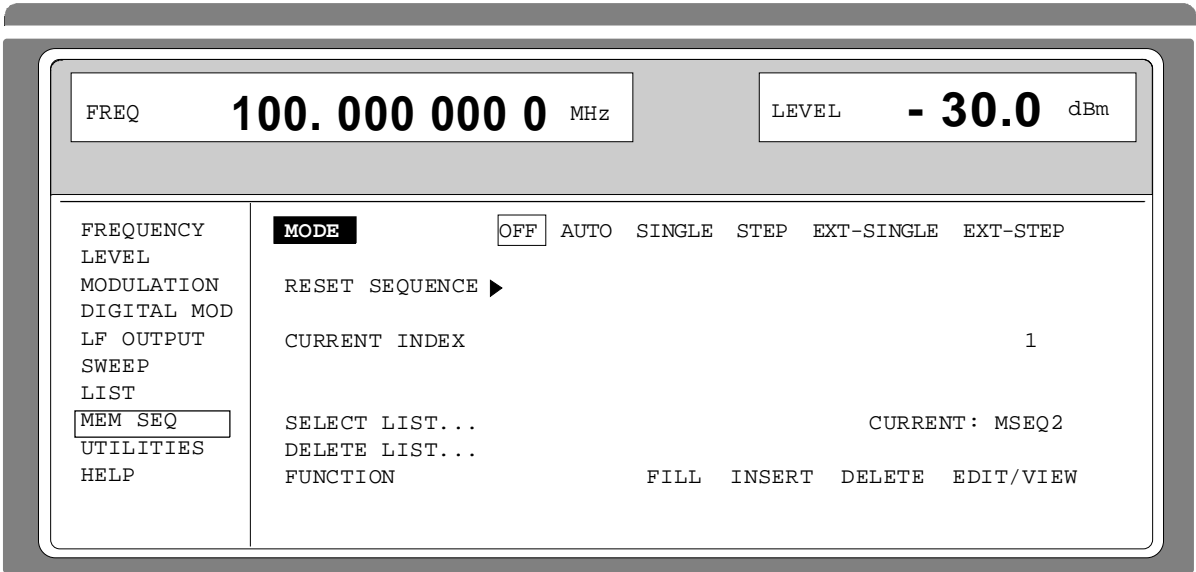 FREQ 100. 000 000 0 MHz LEVEL - 30.0 dBm
FREQUENCY
LEVEL
MODULATION
DIGITAL MOD
LF OUTPUT
SWEEP
LIST
MEM SEQ
UTILITIES
HELP
MODE OFF AUTO SINGLE STEP EXT-SINGLE EXT-STEP
RESET SEQUENCE ▶
CURRENT INDEX 1
SELECT LIST... CURRENT: MSEQ2
DELETE LIST...
FUNCTION FILL INSERT DELETE EDIT/VIEW